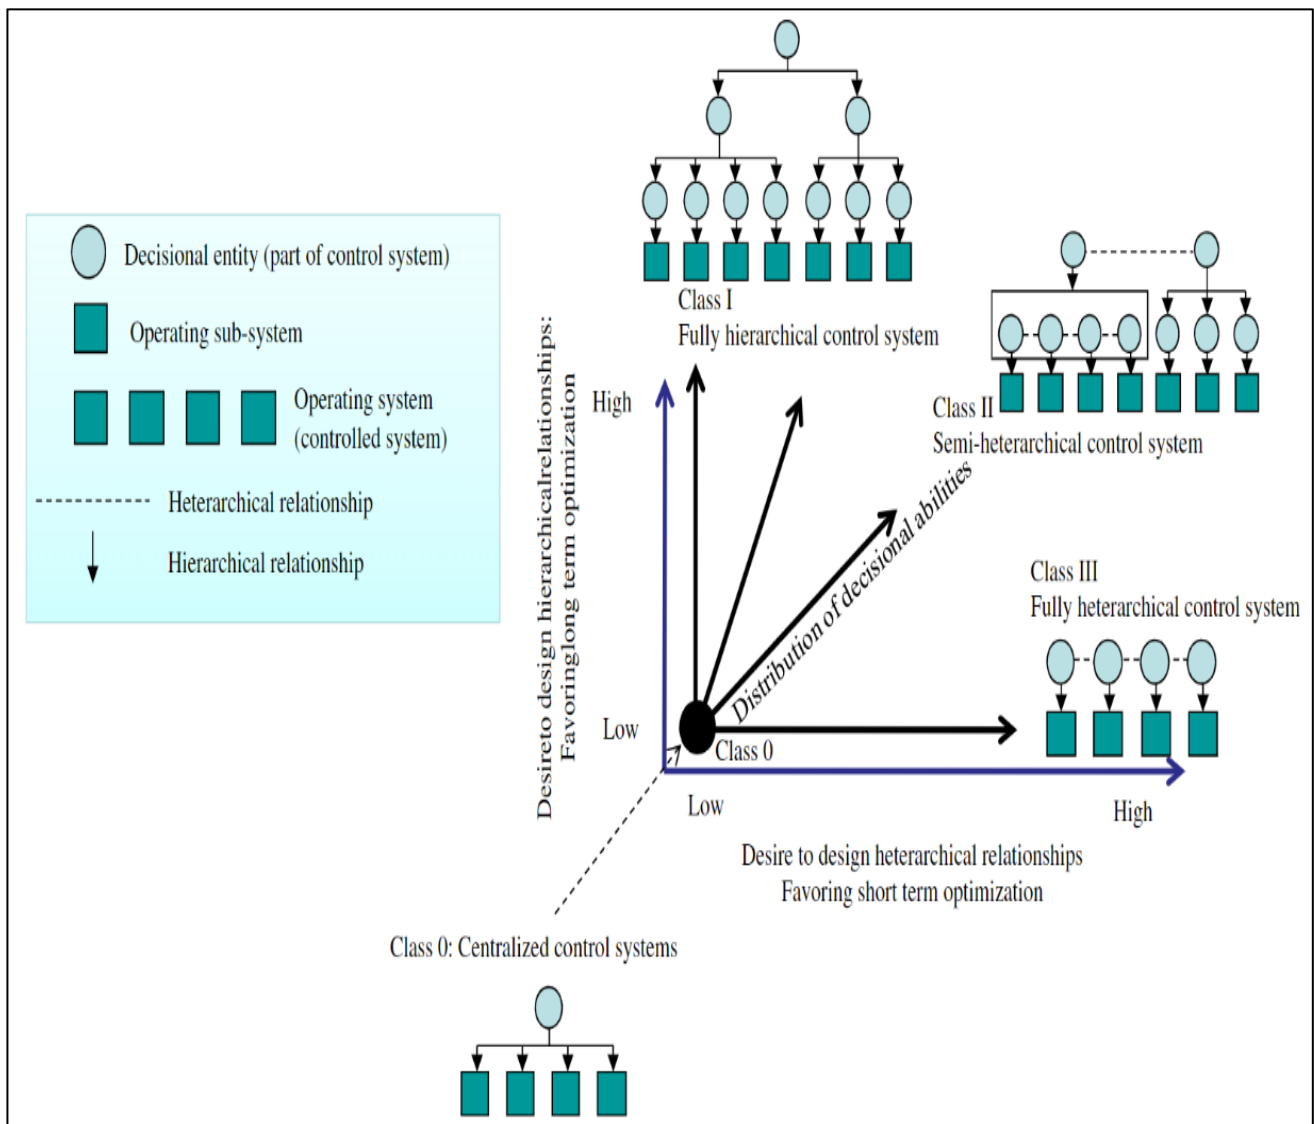 Decisional entity (part of control system)
Operating sub-system
Operating system
(controlled system)
Heterarchical relationship
Hierarchical relationship
Class I
Fully hierarchical control system
Class II
Semi-heterarchical control system
Class III
Fully heterarchical control system
Desireto design hierarchicalrelationships:
Favoringlong term optimization
High
Low
Distribution of decisional abilities
Class 0
Low
High
Desire to design heterarchical relationships
Favoring short term optimization
Class 0: Centralized control systems